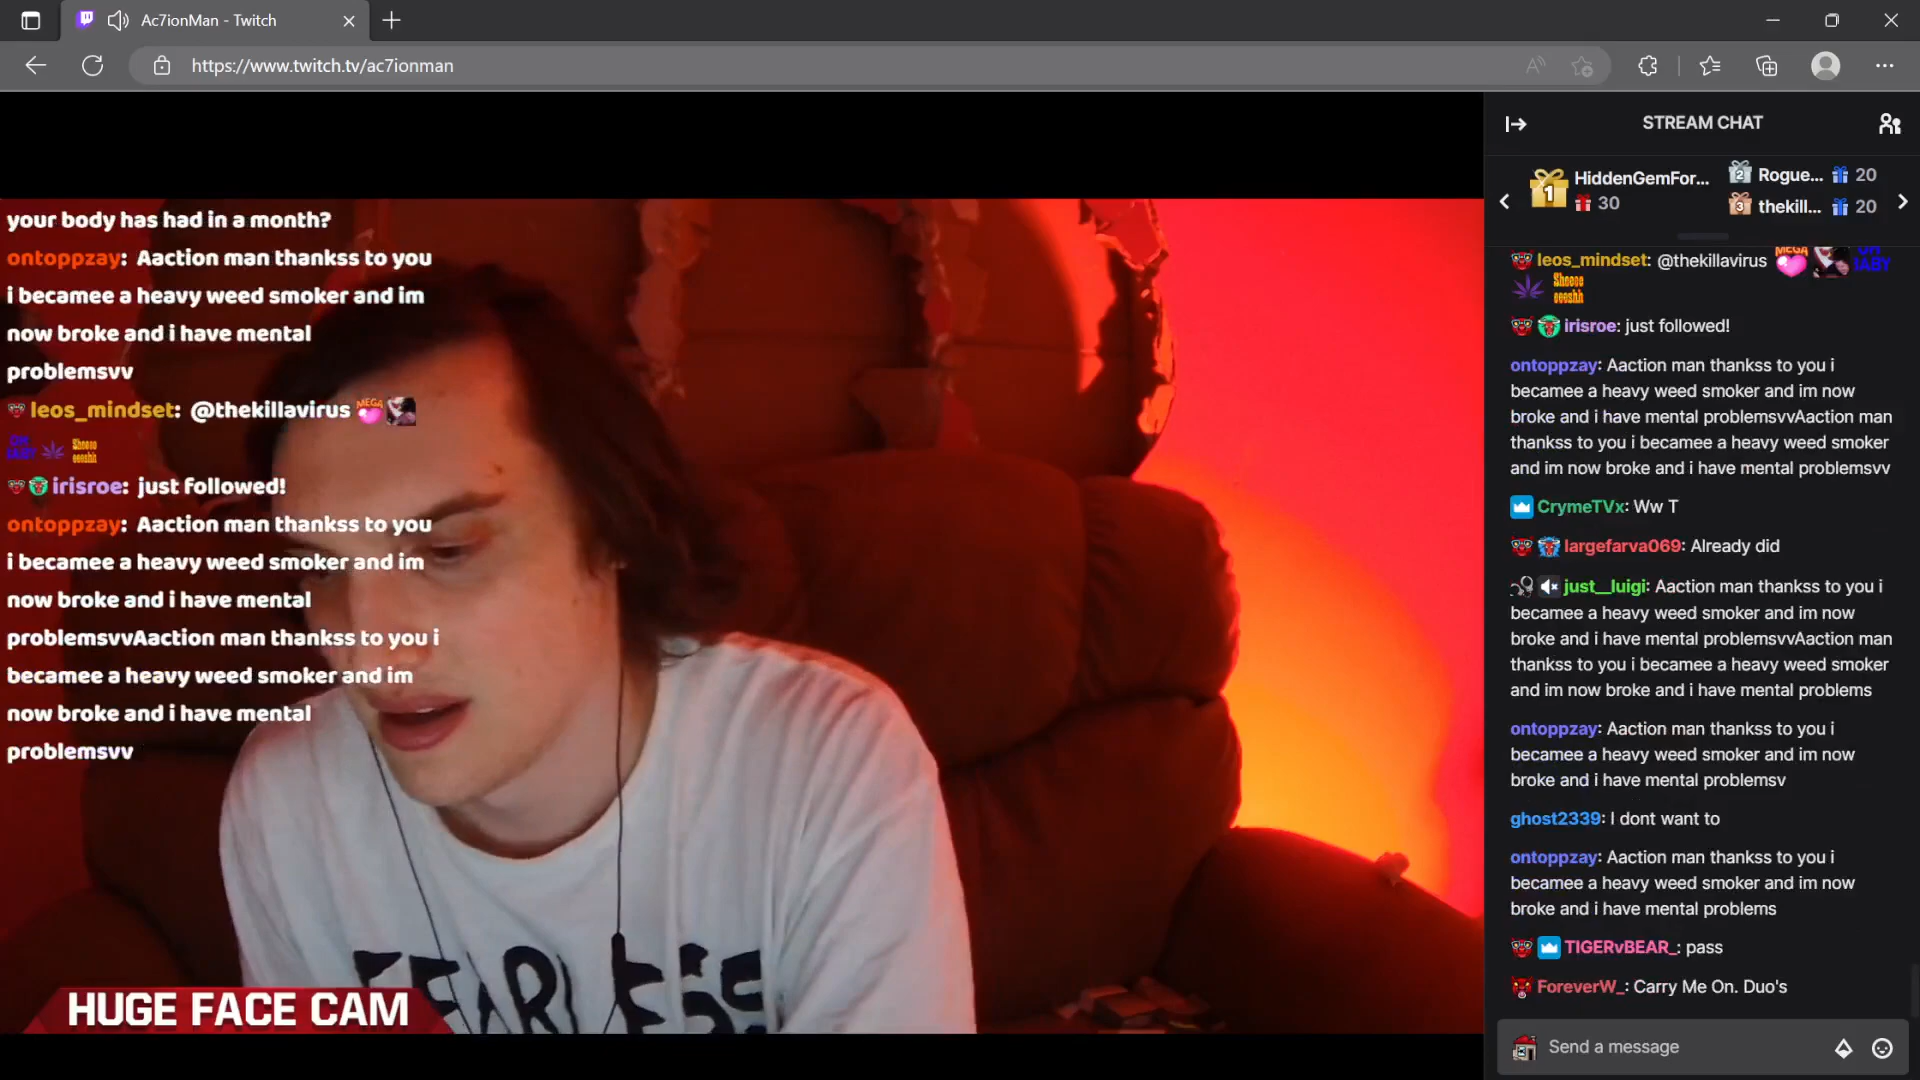 Ac7ionMan - Twitch
https://www.twitch.tv/ac7ionman
your body has had in a month?
ontoppzay: Aaction man thankss to you
i becamee a heavy weed smoker and im
now broke and i have mental
problemsvv
leos_mindset: @thekillavirus
irisroe: just followed!
ontoppzay: Aaction man thankss to you
i becamee a heavy weed smoker and im
now broke and i have mental
problemsvvAaction man thankss to you i
becamee a heavy weed smoker and im
now broke and i have mental
problemsvv
FEARLESS
HUGE FACE CAM
STREAM CHAT
1 HiddenGemFor...
30
2 Rogue... 20
3 thekill... 20
leos_mindset: @thekillavirus MEGA OH BABY
Sheeee
eeeshh
irisroe: just followed!
ontoppzay: Aaction man thankss to you i
becamee a heavy weed smoker and im now
broke and i have mental problemsvvAaction man
thankss to you i becamee a heavy weed smoker
and im now broke and i have mental problemsvv
CrymeTVx: Ww T
largefarva069: Already did
just__luigi: Aaction man thankss to you i
becamee a heavy weed smoker and im now
broke and i have mental problemsvvAaction man
thankss to you i becamee a heavy weed smoker
and im now broke and i have mental problems
ontoppzay: Aaction man thankss to you i
becamee a heavy weed smoker and im now
broke and i have mental problemsv
ghost2339: I dont want to
ontoppzay: Aaction man thankss to you i
becamee a heavy weed smoker and im now
broke and i have mental problems
TIGERvBEAR_: pass
ForeverW_: Carry Me On. Duo's
Send a message